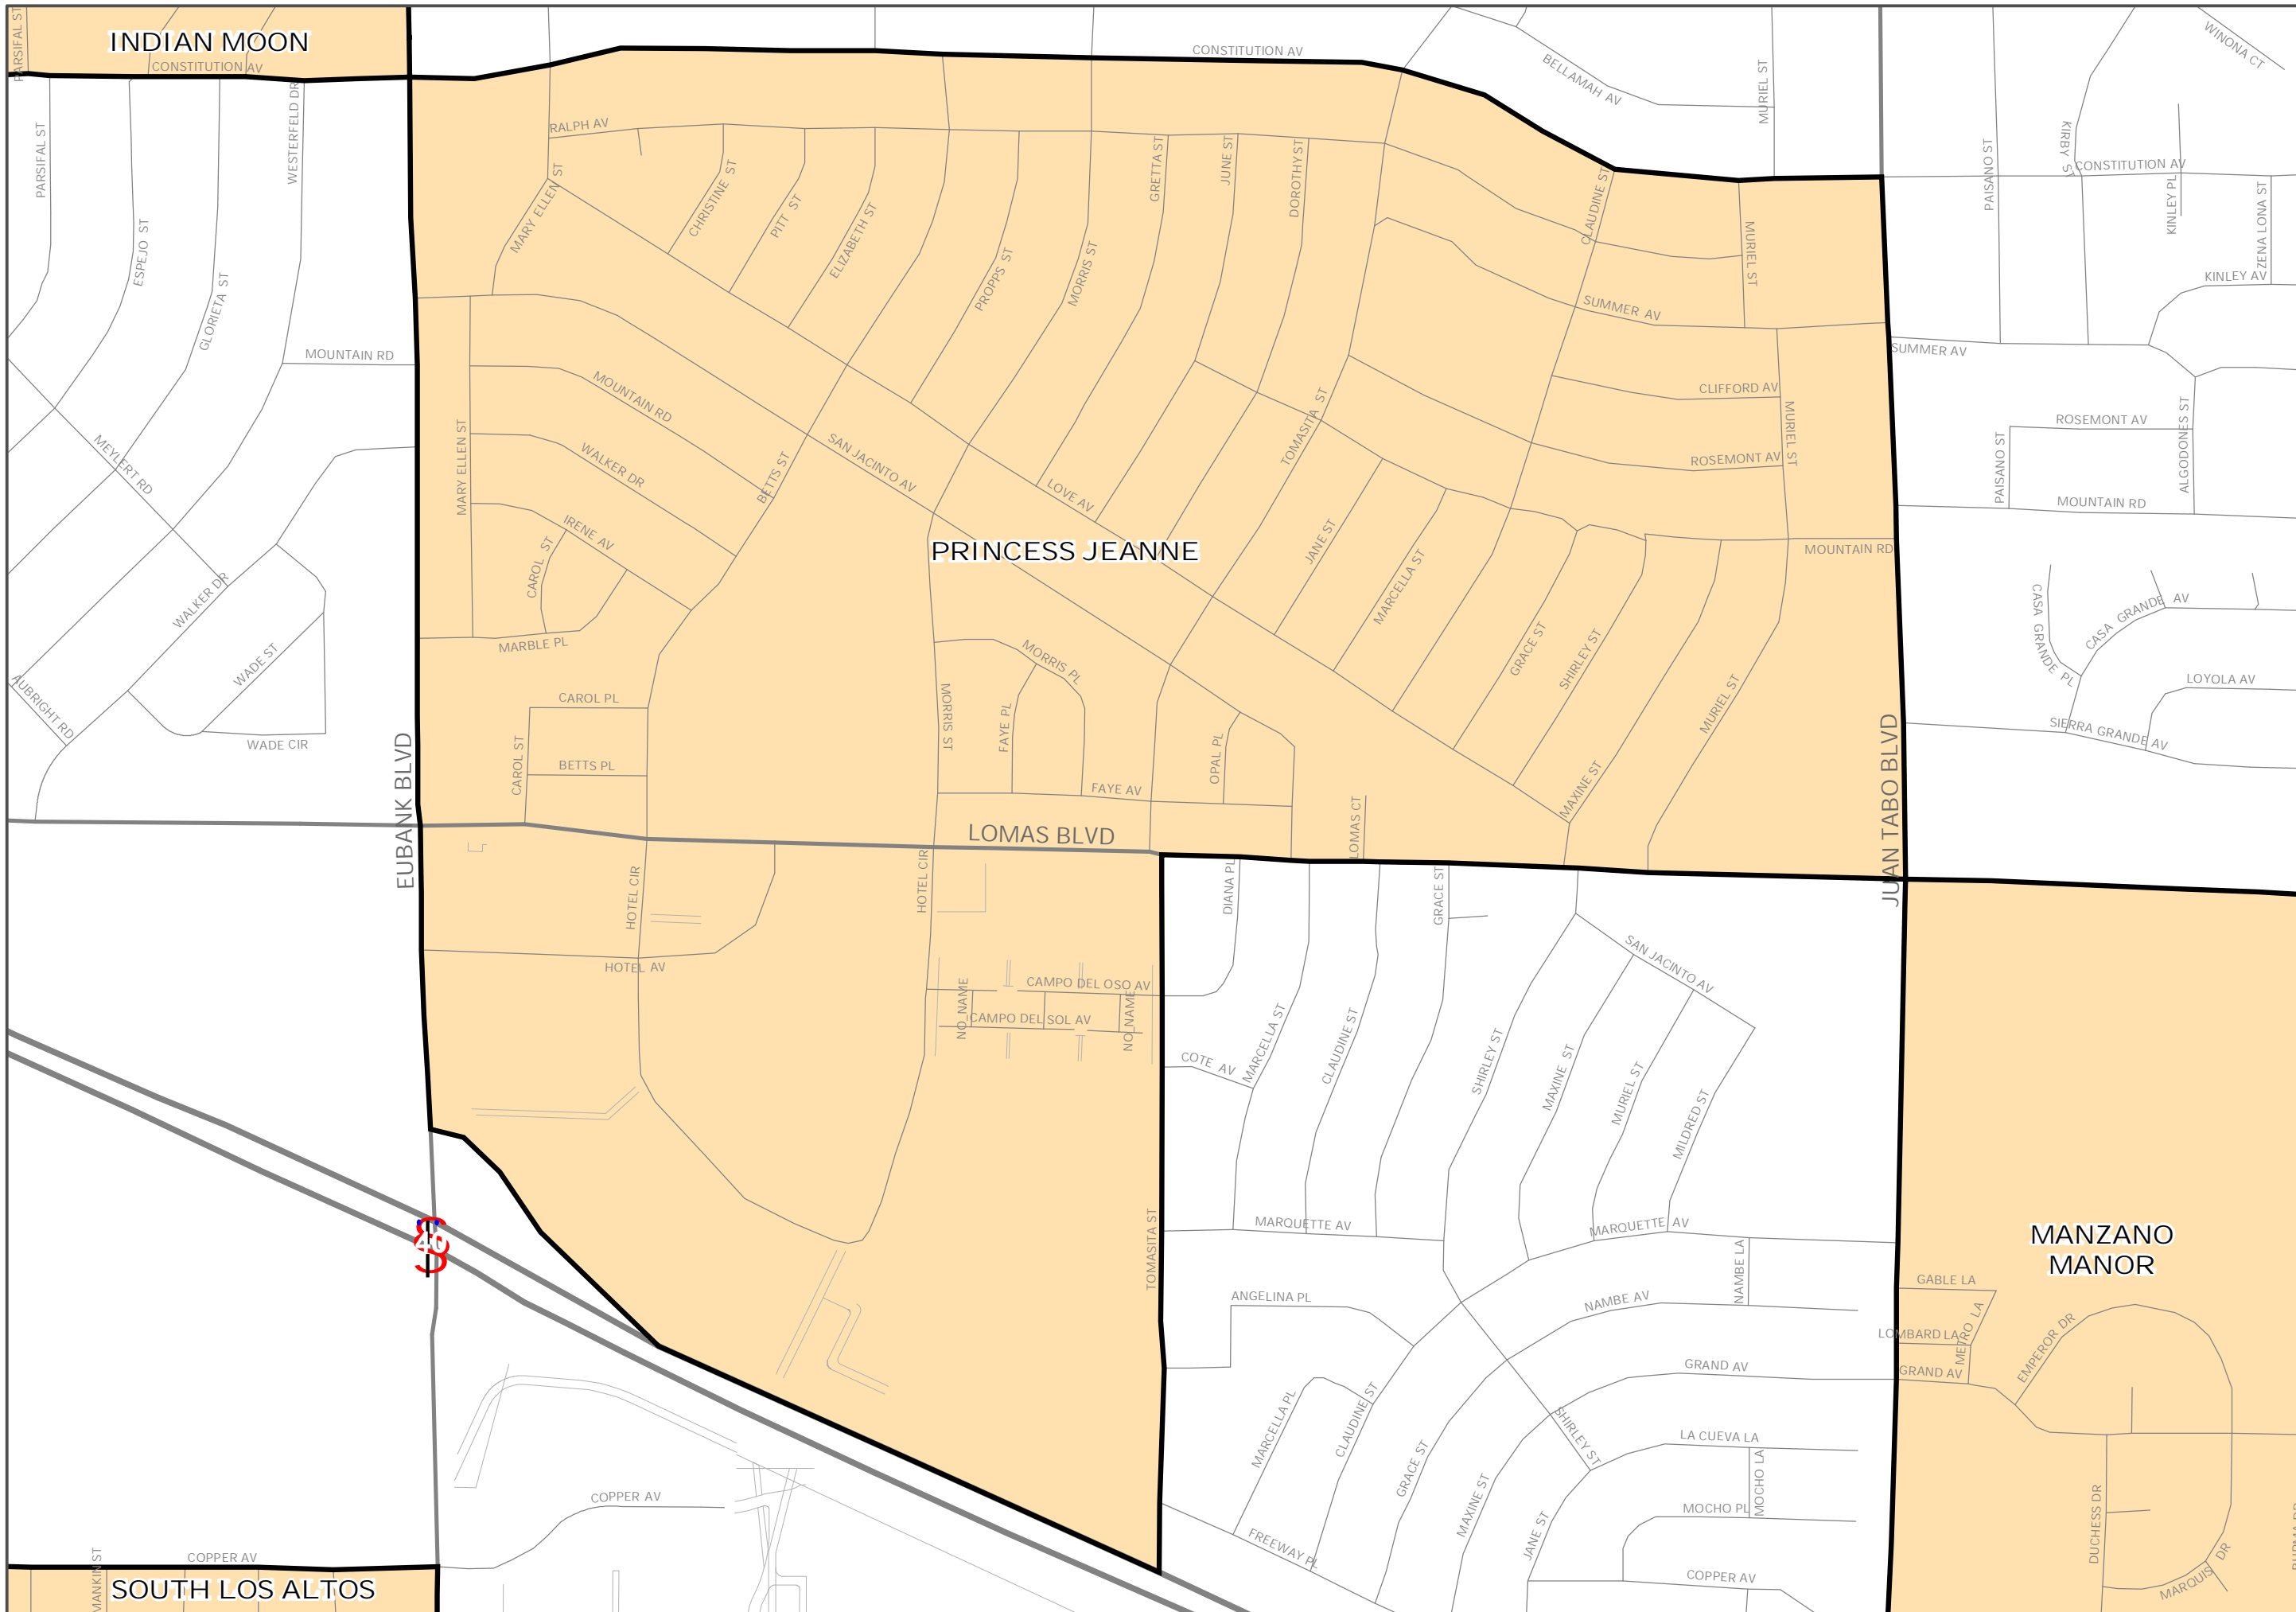 INDIAN MOON
CONSTITUTION AV
CONSTITUTION AV
PARSIFAL ST
PARSIFAL ST
WESTERFELD DR
ESPEJO ST
GLORIETA ST
MOUNTAIN RD
MEYLERT RD
WALKER DR
WADE ST
WADE CIR
AUBRIGHT RD
EUBANK BLVD
RALPH AV
MARY ELLEN ST
CHRISTINE ST
PITT ST
ELIZABETH ST
PROPPS ST
MORRIS ST
GRETTA ST
JUNE ST
DOROTHY ST
CLAUDINE ST
MURIEL ST
BELLAMAH AV
MURIEL ST
SUMMER AV
CLIFFORD AV
ROSEMONT AV
MURIEL ST
MOUNTAIN RD
MOUNTAIN RD
WALKER DR
IRENE AV
CAROL ST
MARY ELLEN ST
MARBLE PL
BETTS ST
SAN JACINTO AV
LOVE AV
TOMASITA ST
PRINCESS JEANNE
JANE ST
MARCELLA ST
GRACE ST
SHIRLEY ST
MURIEL ST
MAXINE ST
CAROL PL
CAROL ST
BETTS PL
MORRIS ST
MORRIS PL
FAYE PL
FAYE AV
OPAL PL
LOMAS CT
LOMAS BLVD
JUAN TABO BLVD
WINONA CT
PAISANO ST
KIRBY ST
CONSTITUTION AV
KINLEY PL
ZENA LONA ST
KINLEY AV
SUMMER AV
ROSEMONT AV
PAISANO ST
ALGODONES ST
MOUNTAIN RD
CASA GRANDE PL
CASA GRANDE AV
LOYOLA AV
SIERRA GRANDE AV
HOTEL CIR
HOTEL CIR
HOTEL AV
NO_NAME
CAMPO DEL OSO AV
CAMPO DEL SOL AV
NO_NAME
DIANA PL
GRACE ST
SAN JACINTO AV
COTE AV
MARCELLA ST
CLAUDINE ST
SHIRLEY ST
MAXINE ST
MURIEL ST
MILDRED ST
TOMASITA ST
MARQUETTE AV
MARQUETTE AV
NAMBE LA
NAMBE AV
ANGELINA PL
GRAND AV
MARCELLA PL
CLAUDINE ST
GRACE ST
MAXINE ST
SHIRLEY ST
LA CUEVA LA
MOCHO LA
MOCHO PL
JANE ST
COPPER AV
FREEWAY PL
MANZANO
MANOR
GABLE LA
LOMBARD LA
METRO LA
GRAND AV
EMPEROR DR
DUCHESS DR
MARQUIS DR
COPPER AV
COPPER AV
MANKIN ST
SOUTH LOS ALTOS